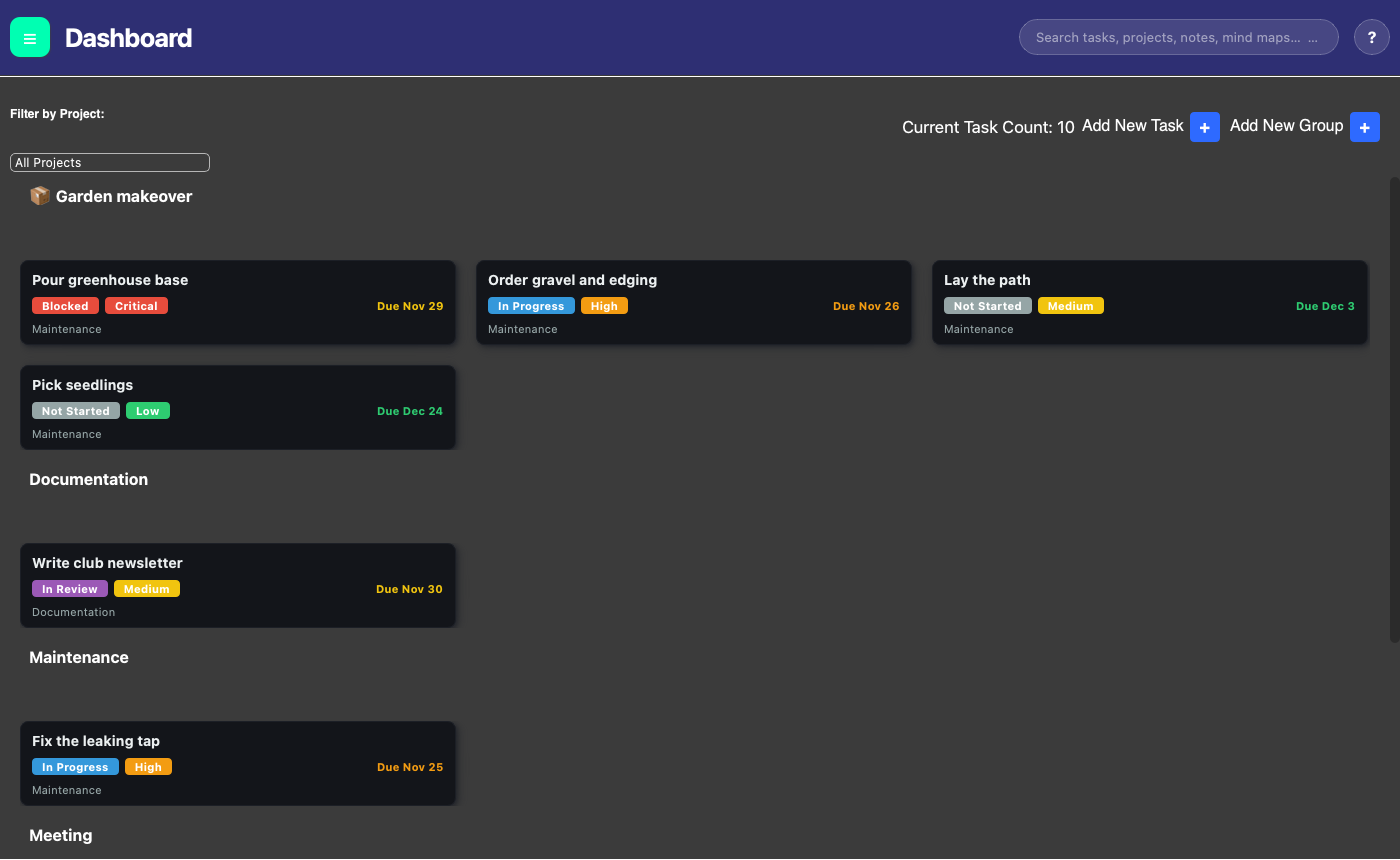 Dashboard
Search tasks, projects, notes, mind maps... ...
?
Filter by Project:
Current Task Count: 10 Add New Task + Add New Group +
All Projects
Garden makeover
Pour greenhouse base
Blocked Critical Due Nov 29
Maintenance
Order gravel and edging
In Progress High Due Nov 26
Maintenance
Lay the path
Not Started Medium Due Dec 3
Maintenance
Pick seedlings
Not Started Low Due Dec 24
Maintenance
Documentation
Write club newsletter
In Review Medium Due Nov 30
Documentation
Maintenance
Fix the leaking tap
In Progress High Due Nov 25
Maintenance
Meeting